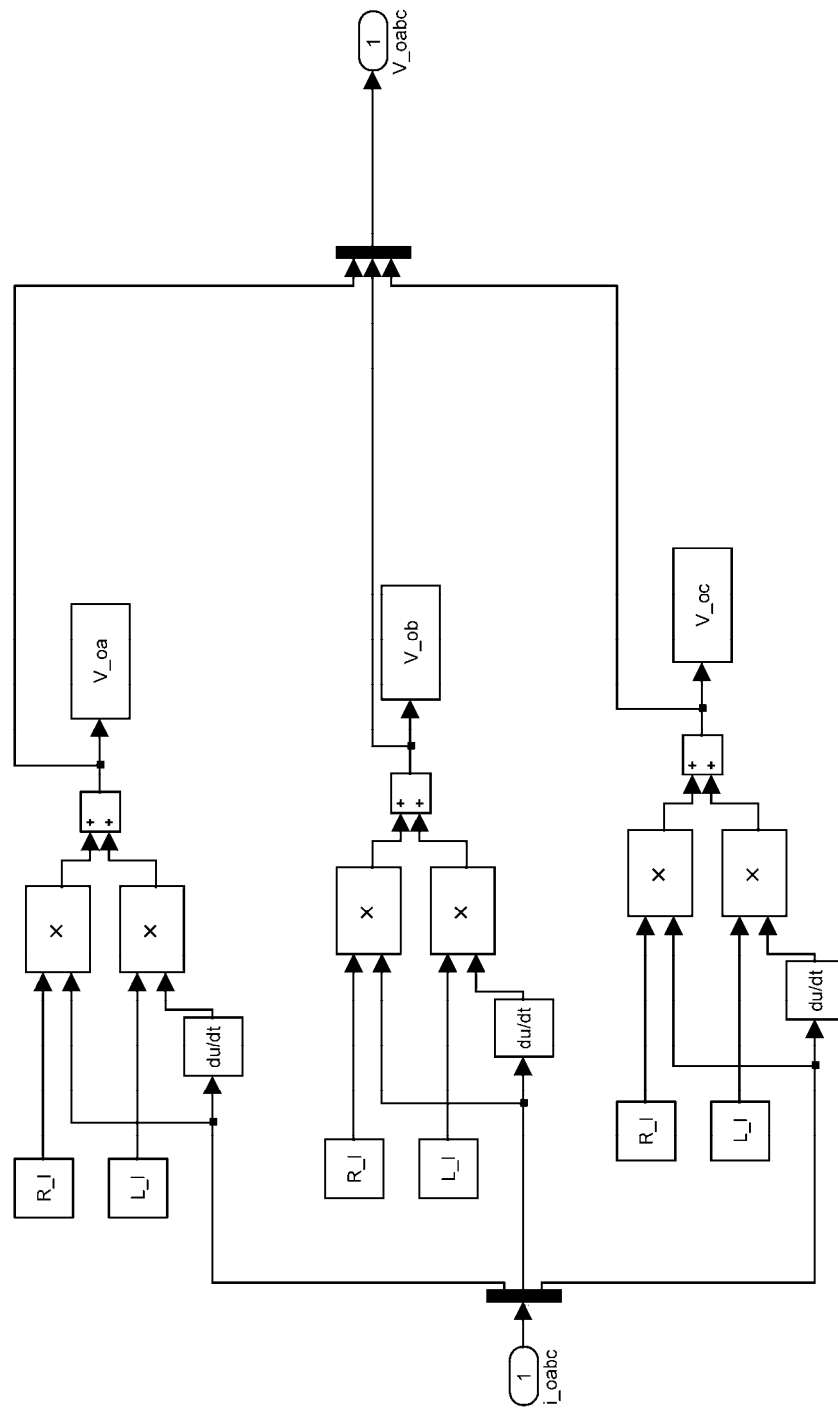 R_l
×
+
+
V_oa
L_l
×
du/dt
R_l
×
+
+
V_ob
1
V_oabc
L_l
×
1
i_oabc
du/dt
R_l
×
+
+
V_oc
L_l
×
du/dt